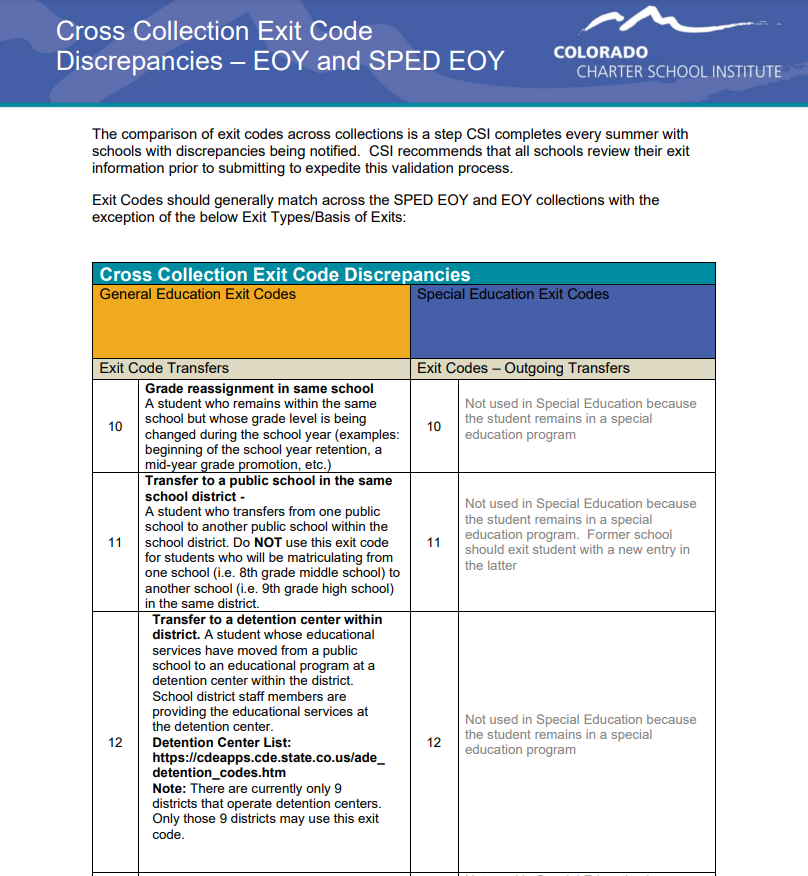 Cross Collection Exit Code
Discrepancies – EOY and SPED EOY
COLORADO
CHARTER SCHOOL INSTITUTE
The comparison of exit codes across collections is a step CSI completes every summer with
schools with discrepancies being notified.  CSI recommends that all schools review their exit
information prior to submitting to expedite this validation process.
Exit Codes should generally match across the SPED EOY and EOY collections with the
exception of the below Exit Types/Basis of Exits:
Cross Collection Exit Code Discrepancies
General Education Exit Codes
Special Education Exit Codes
Exit Code Transfers
Exit Codes – Outgoing Transfers
10
Grade reassignment in same school
A student who remains within the same
school but whose grade level is being
changed during the school year (examples:
beginning of the school year retention, a
mid-year grade promotion, etc.)
10
Not used in Special Education because
the student remains in a special
education program
11
Transfer to a public school in the same
school district -
A student who transfers from one public
school to another public school within the
school district. Do NOT use this exit code
for students who will be matriculating from
one school (i.e. 8th grade middle school) to
another school (i.e. 9th grade high school)
in the same district.
11
Not used in Special Education because
the student remains in a special
education program.  Former school
should exit student with a new entry in
the latter
12
Transfer to a detention center within
district. A student whose educational
services have moved from a public
school to an educational program at a
detention center within the district.
School district staff members are
providing the educational services at
the detention center.
Detention Center List:
https://cdeapps.cde.state.co.us/ade_
detention_codes.htm
Note: There are currently only 9
districts that operate detention centers.
Only those 9 districts may use this exit
code.
12
Not used in Special Education because
the student remains in a special
education program